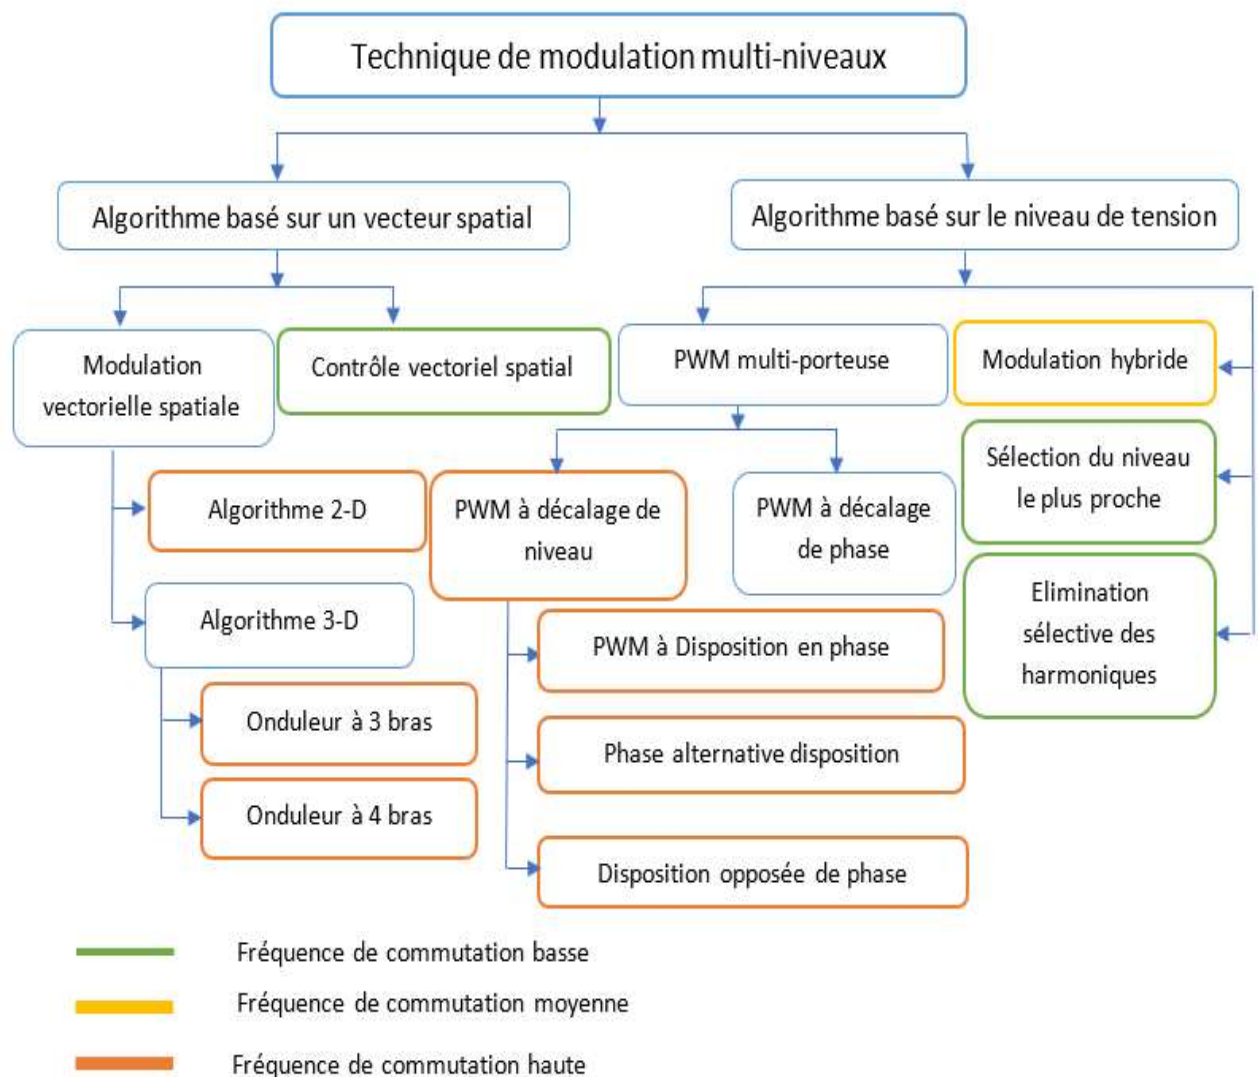 Technique de modulation multi-niveaux
Algorithme basé sur un vecteur spatial
Algorithme basé sur le niveau de tension
Modulation
vectorielle spatiale
Contrôle vectoriel spatial
PWM multi-porteuse
Modulation hybride
Sélection du niveau
le plus proche
Algorithme 2-D
PWM à décalage de
niveau
PWM à décalage
de phase
Elimination
sélective des
harmoniques
Algorithme 3-D
PWM à Disposition en phase
Onduleur à 3 bras
Phase alternative disposition
Onduleur à 4 bras
Disposition opposée de phase
Fréquence de commutation basse
Fréquence de commutation moyenne
Fréquence de commutation haute